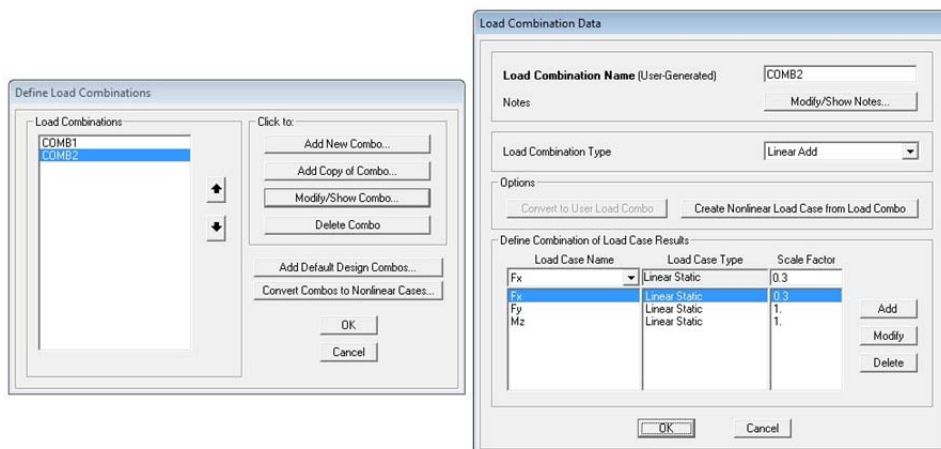 Define Load Combinations
Load Combinations
COMB1
COMB2
Click to:
Add New Combo...
Add Copy of Combo...
Modify/Show Combo...
Delete Combo
Add Default Design Combos...
Convert Combos to Nonlinear Cases...
OK
Cancel
Load Combination Data
Load Combination Name (User-Generated) COMB2
Notes Modify/Show Notes...
Load Combination Type Linear Add
Options
Convert to User Load Combo Create Nonlinear Load Case from Load Combo
Define Combination of Load Case Results
Load Case Name Load Case Type Scale Factor
Fx Linear Static 0.3
Fx Linear Static 0.3
Fy Linear Static 1.
Mz Linear Static 1.
Add
Modify
Delete
OK Cancel